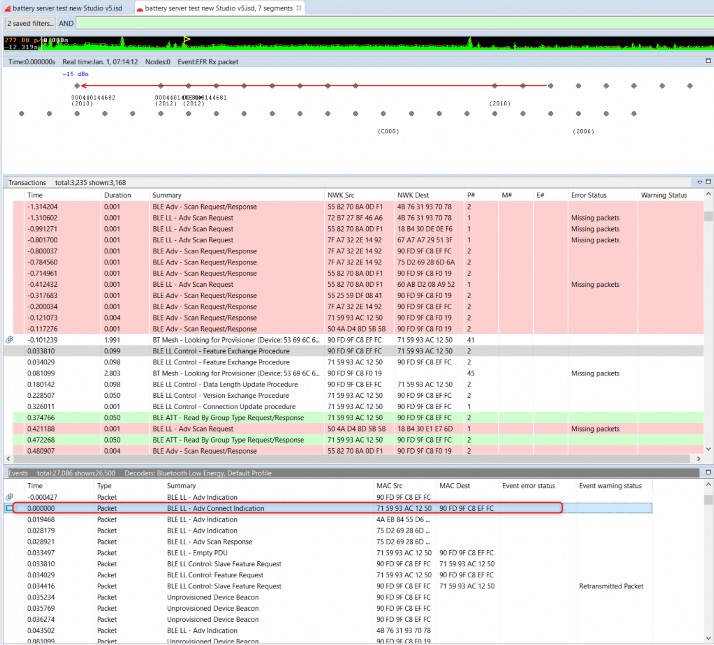 battery server test new Studio v5.isd
battery server test new Studio v5.isd, 7 segments
2 saved filters... AND
Time:0.000000s Real time:Jan. 1, 07:14:12 Nodes:0 Event:EFR Rx packet
-15 dBm
000440144682
(2010) (2012) (2012) (2010)
(C000) (2006)
Transactions total:3,235 shown:3,168
Time Duration Summary NWK Src NWK Dest P# M# E# Error Status Warning Status
-1.314204 0.001 BLE Adv - Scan Request/Response 55 82 70 8A 0D F1 4B 76 31 93 70 78 2
-1.310602 0.001 BLE LL - Adv Scan Request 72 B7 27 BF 46 A6 4B 76 31 93 70 78 1 Missing packets
-0.991271 0.001 BLE LL - Adv Scan Request 55 82 70 8A 0D F1 18 B4 30 DE 0E F6 1 Missing packets
-0.801700 0.001 BLE LL - Adv Scan Request 7F A7 32 2E 14 92 67 A7 A7 29 51 3F 1 Missing packets
-0.800037 0.001 BLE Adv - Scan Request/Response 7F A7 32 2E 14 92 90 FD 9F C8 EF FC 2
-0.784560 0.001 BLE Adv - Scan Request/Response 7F A7 32 2E 14 92 75 D2 69 28 6D 6A 2
-0.714961 0.001 BLE Adv - Scan Request/Response 55 82 70 8A 0D F1 90 FD 9F C8 F0 19 2
-0.412432 0.001 BLE LL - Adv Scan Request 55 82 70 8A 0D F1 60 AB D2 08 A9 52 1 Missing packets
-0.317683 0.001 BLE Adv - Scan Request/Response 55 25 59 DF 08 41 90 FD 9F C8 F0 19 2
-0.200034 0.001 BLE Adv - Scan Request/Response 7F A7 32 2E 14 92 90 FD 9F C8 EF FC 2
-0.121073 0.004 BLE Adv - Scan Request/Response 71 59 93 AC 12 50 90 FD 9F C8 EF FC 2
-0.117276 0.001 BLE Adv - Scan Request/Response 50 4A D4 8D 5B 5B 90 FD 9F C8 F0 19 2
-0.101239 1.991 BT Mesh - Looking for Provisioner (Device: 53 69 6C 6... 90 FD 9F C8 EF FC 71 59 93 AC 12 50 41
0.033810 0.099 BLE LL Control - Feature Exchange Procedure 90 FD 9F C8 EF FC 71 59 93 AC 12 50 2
0.034029 0.098 BLE LL Control - Feature Exchange Procedure 71 59 93 AC 12 50 90 FD 9F C8 EF FC 2
0.081099 2.803 BT Mesh - Looking for Provisioner (Device: 53 69 6C 6... 90 FD 9F C8 F0 19 45 Missing packets
0.180142 0.098 BLE LL Control - Data Length Update Procedure 90 FD 9F C8 EF FC 71 59 93 AC 12 50 2
0.228507 0.050 BLE LL Control - Version Exchange Procedure 71 59 93 AC 12 50 90 FD 9F C8 EF FC 2
0.326011 0.001 BLE LL Control - Connection Update procedure 71 59 93 AC 12 50 90 FD 9F C8 EF FC 1
0.374766 0.050 BLE ATT - Read By Group Type Request/Response 71 59 93 AC 12 50 90 FD 9F C8 EF FC 2
0.421188 0.001 BLE LL - Adv Scan Request 50 4A D4 8D 5B 5B 18 B4 30 E1 E7 6D 1 Missing packets
0.472268 0.050 BLE ATT - Read By Group Type Request/Response 71 59 93 AC 12 50 90 FD 9F C8 EF FC 2
0.480907 0.004 BLE Adv - Scan Request/Response 71 59 93 AC 12 50 90 FD 9F C8 F0 19 2
Events total:27,086 shown:26,500 Decoders: Bluetooth Low Energy, Default Profile
Time Type Summary MAC Src MAC Dest Event error status Event warning status
-0.000427 Packet BLE LL - Adv Indication 90 FD 9F C8 EF FC
0.000000 Packet BLE LL - Adv Connect Indication 71 59 93 AC 12 50 90 FD 9F C8 EF FC
0.019468 Packet BLE LL - Adv Indication 4A EB 84 55 D6 ...
0.028179 Packet BLE LL - Adv Indication 75 D2 69 28 6D ...
0.028921 Packet BLE LL - Adv Scan Response 75 D2 69 28 6D ...
0.033497 Packet BLE LL - Empty PDU 71 59 93 AC 12 50 90 FD 9F C8 EF FC
0.033810 Packet BLE LL Control: Slave Feature Request 90 FD 9F C8 EF FC 71 59 93 AC 12 50
0.034029 Packet BLE LL Control: Feature Request 71 59 93 AC 12 50 90 FD 9F C8 EF FC
0.034416 Packet BLE LL Control: Slave Feature Request 90 FD 9F C8 EF FC 71 59 93 AC 12 50 Retransmitted Packet
0.035234 Packet Unprovisioned Device Beacon 90 FD 9F C8 EF FC
0.035769 Packet Unprovisioned Device Beacon 90 FD 9F C8 EF FC
0.036274 Packet Unprovisioned Device Beacon 90 FD 9F C8 EF FC
0.043502 Packet BLE LL - Adv Indication 4B 76 31 93 70 78
0.081099 Packet Unprovisioned Device Beacon 90 FD 9F C8 F0 19